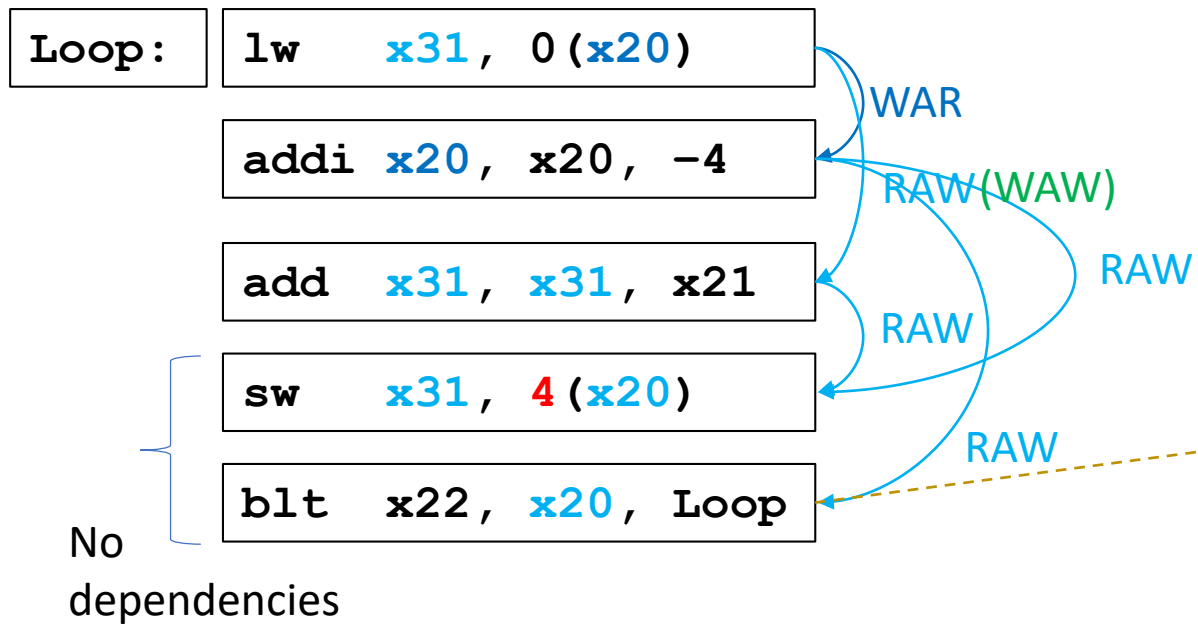 Loop: lw x31, 0(x20)
WAR
addi x20, x20, -4
RAW(WAW)
RAW
add x31, x31, x21
RAW
sw x31, 4(x20)
RAW
blt x22, x20, Loop
No
dependencies